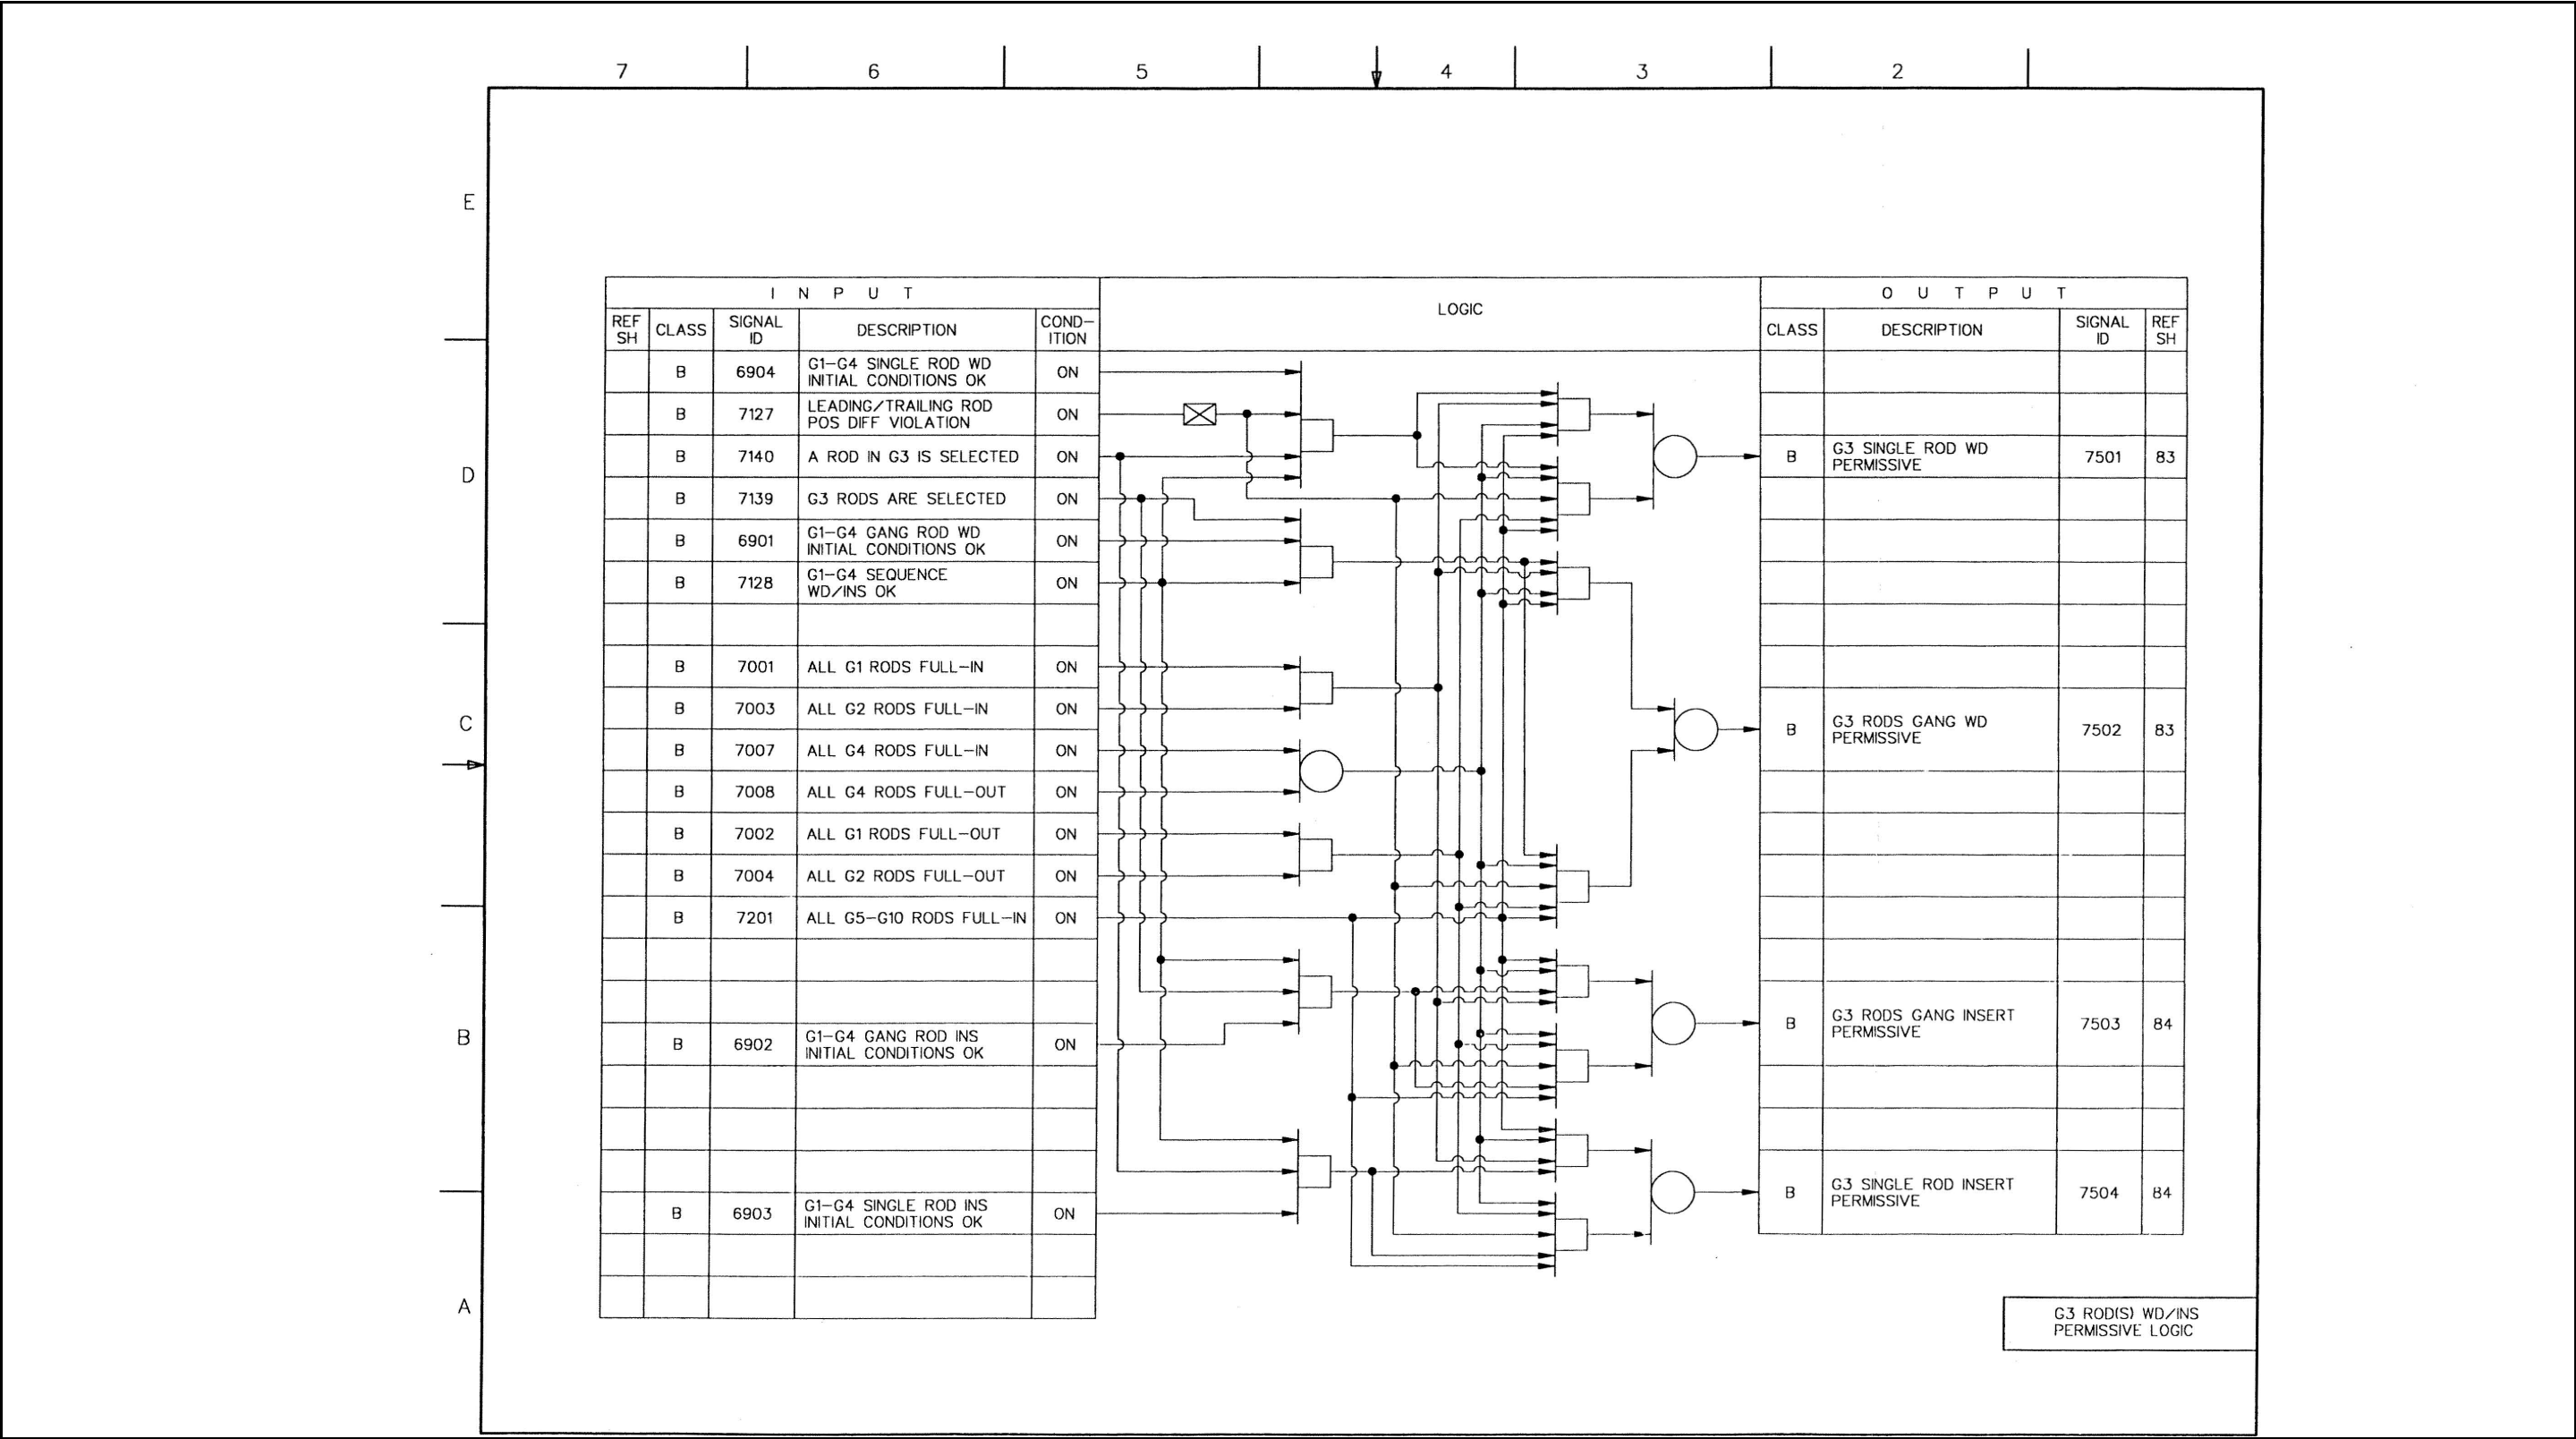 7 6 5 4 3 2
E
D
C
B
A
I N P U T
LOGIC
O U T P U T
REF SH CLASS SIGNAL ID DESCRIPTION COND-ITION
CLASS DESCRIPTION SIGNAL ID REF SH
B 6904 G1-G4 SINGLE ROD WD
INITIAL CONDITIONS OK ON
B 7127 LEADING/TRAILING ROD
POS DIFF VIOLATION ON
B 7140 A ROD IN G3 IS SELECTED ON
B G3 SINGLE ROD WD
PERMISSIVE 7501 83
B 7139 G3 RODS ARE SELECTED ON
B 6901 G1-G4 GANG ROD WD
INITIAL CONDITIONS OK ON
B 7128 G1-G4 SEQUENCE
WD/INS OK ON
B 7001 ALL G1 RODS FULL-IN ON
B 7003 ALL G2 RODS FULL-IN ON
B G3 RODS GANG WD
PERMISSIVE 7502 83
B 7007 ALL G4 RODS FULL-IN ON
B 7008 ALL G4 RODS FULL-OUT ON
B 7002 ALL G1 RODS FULL-OUT ON
B 7004 ALL G2 RODS FULL-OUT ON
B 7201 ALL G5-G10 RODS FULL-IN ON
B G3 RODS GANG INSERT
PERMISSIVE 7503 84
B 6902 G1-G4 GANG ROD INS
INITIAL CONDITIONS OK ON
B G3 SINGLE ROD INSERT
PERMISSIVE 7504 84
B 6903 G1-G4 SINGLE ROD INS
INITIAL CONDITIONS OK ON
G3 ROD(S) WD/INS
PERMISSIVE LOGIC